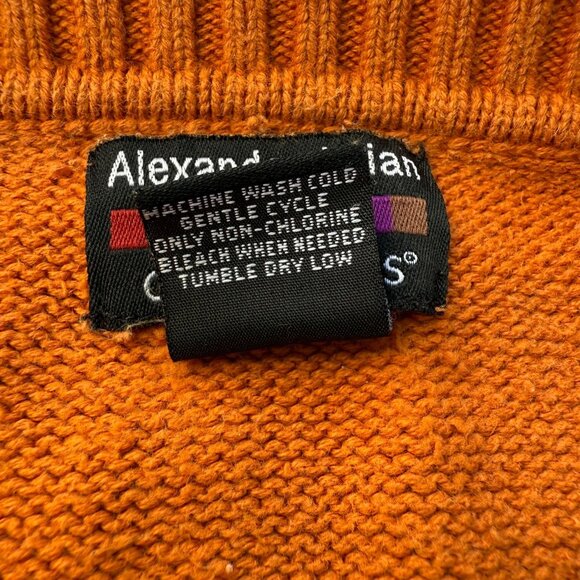 MACHINE WASH COLD
GENTLE CYCLE
ONLY NON-CHLORINE
BLEACH WHEN NEEDED
TUMBLE DRY LOW